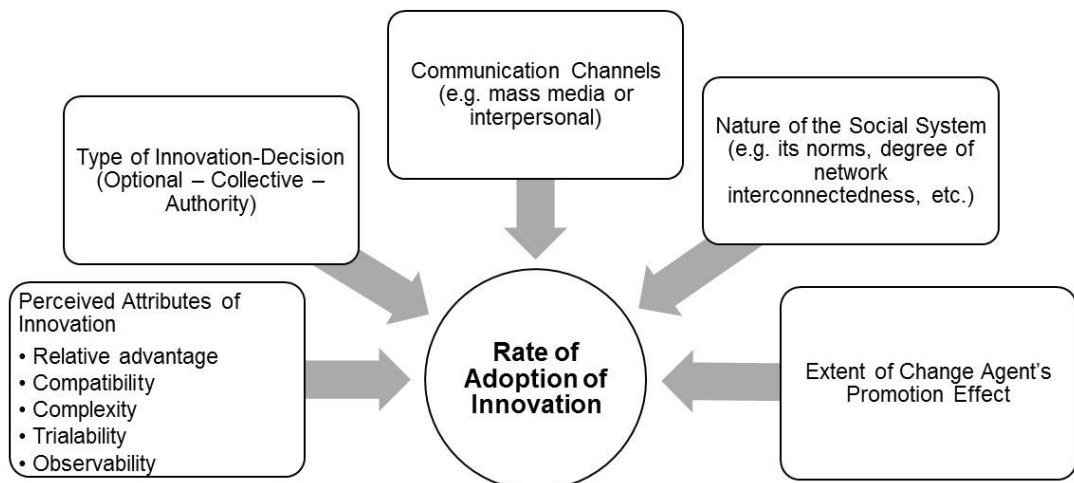 Communication Channels
(e.g. mass media or
interpersonal)
Nature of the Social System
(e.g. its norms, degree of
network
interconnectedness, etc.)
Type of Innovation-Decision
(Optional – Collective –
Authority)
Perceived Attributes of
Innovation
• Relative advantage
• Compatibility
• Complexity
• Trialability
• Observability
Rate of
Adoption of
Innovation
Extent of Change Agent’s
Promotion Effect